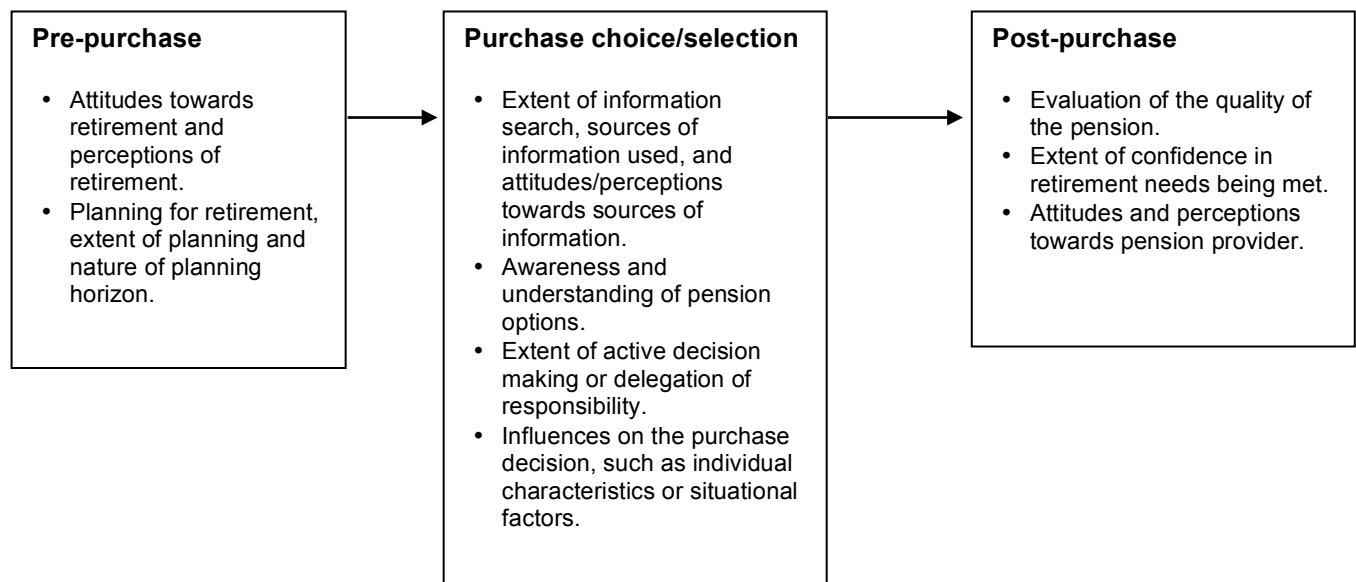 Pre-purchase
• Attitudes towards
retirement and
perceptions of
retirement.
• Planning for retirement,
extent of planning and
nature of planning
horizon.
Purchase choice/selection
• Extent of information
search, sources of
information used, and
attitudes/perceptions
towards sources of
information.
• Awareness and
understanding of pension
options.
• Extent of active decision
making or delegation of
responsibility.
• Influences on the purchase
decision, such as individual
characteristics or situational
factors.
Post-purchase
• Evaluation of the quality of
the pension.
• Extent of confidence in
retirement needs being met.
• Attitudes and perceptions
towards pension provider.